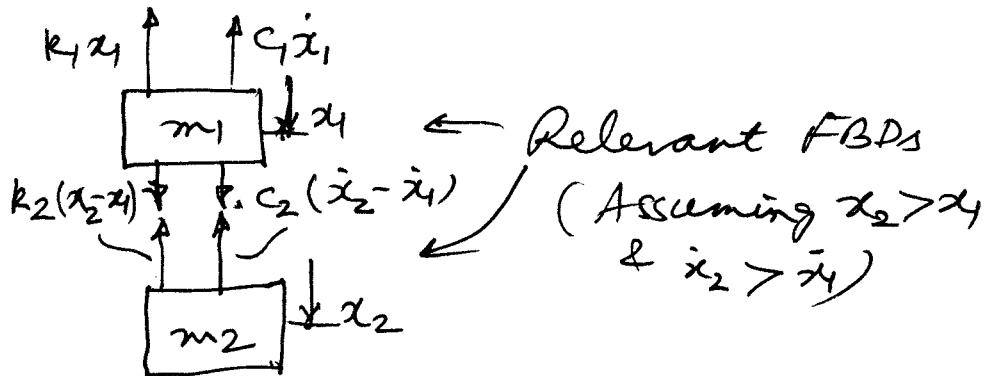 k₁x₁ c₁ẋ₁
m₁ x₁
Relevant FBDs
k₂(x₂-x₁) c₂(ẋ₂-ẋ₁)
(Assuming x₂>x₁
& ẋ₂>ẋ₁)
m₂ x₂